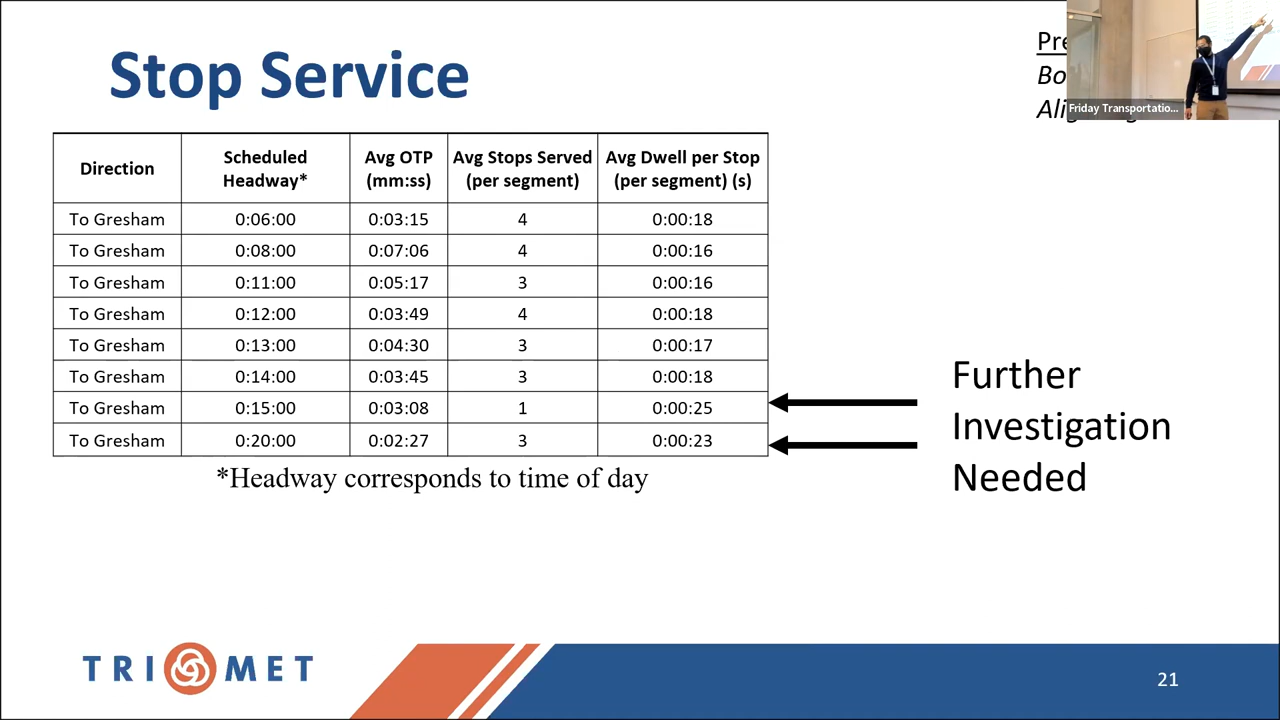 Stop Service
Direction Scheduled Headway* Avg OTP (mm:ss) Avg Stops Served (per segment) Avg Dwell per Stop (per segment) (s)
To Gresham 0:06:00 0:03:15 4 0:00:18
To Gresham 0:08:00 0:07:06 4 0:00:16
To Gresham 0:11:00 0:05:17 3 0:00:16
To Gresham 0:12:00 0:03:49 4 0:00:18
To Gresham 0:13:00 0:04:30 3 0:00:17
To Gresham 0:14:00 0:03:45 3 0:00:18
To Gresham 0:15:00 0:03:08 1 0:00:25
To Gresham 0:20:00 0:02:27 3 0:00:23
*Headway corresponds to time of day
Further
Investigation
Needed
Friday Transportatio...
TRIMET
21